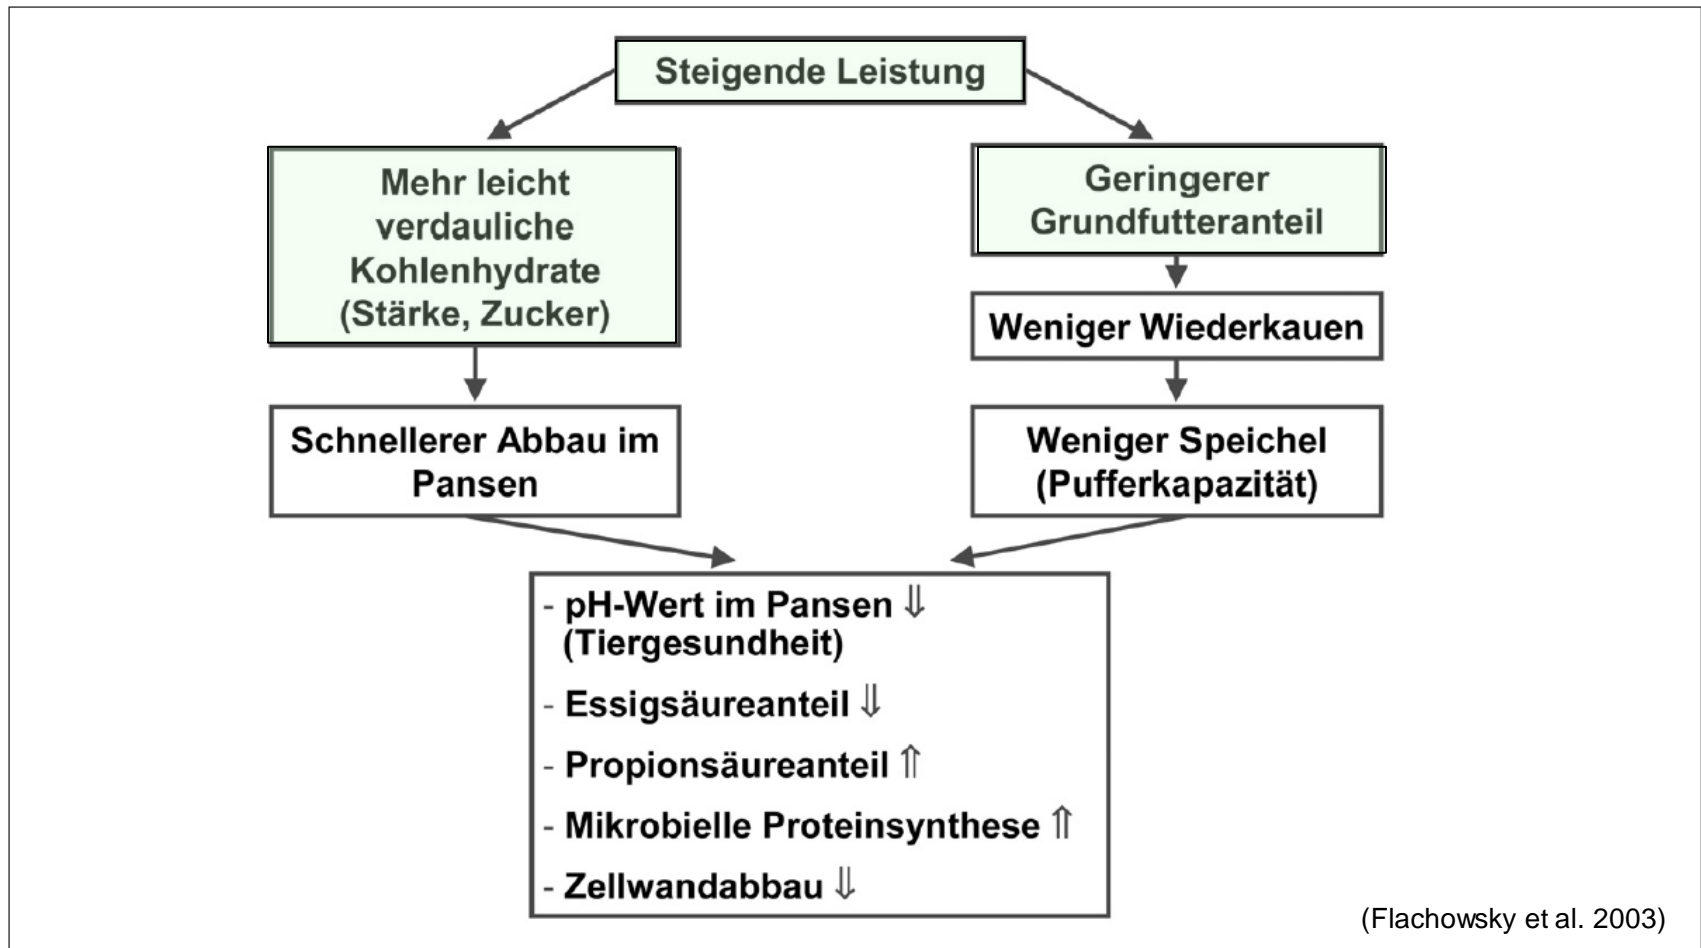 Steigende Leistung
Mehr leicht
verdauliche
Kohlenhydrate
(Stärke, Zucker)
Schnellerer Abbau im
Pansen
Geringerer
Grundfutteranteil
Weniger Wiederkauen
Weniger Speichel
(Pufferkapazität)
- pH-Wert im Pansen ⇓
(Tiergesundheit)
- Essigsäureanteil ⇓
- Propionsäureanteil ⇑
- Mikrobielle Proteinsynthese ⇑
- Zellwandabbau ⇓
(Flachowsky et al. 2003)